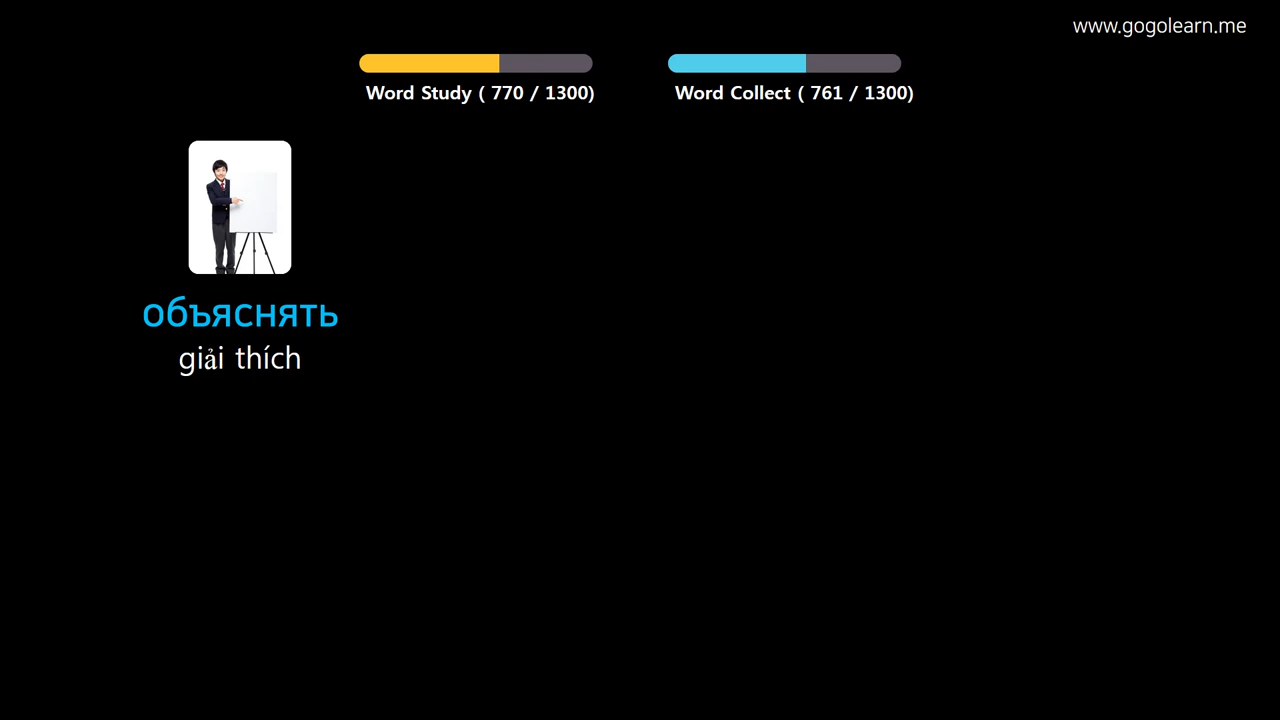 www.gogolearn.me
Word Study ( 770 / 1300)
Word Collect ( 761 / 1300)
объяснять
giải thích